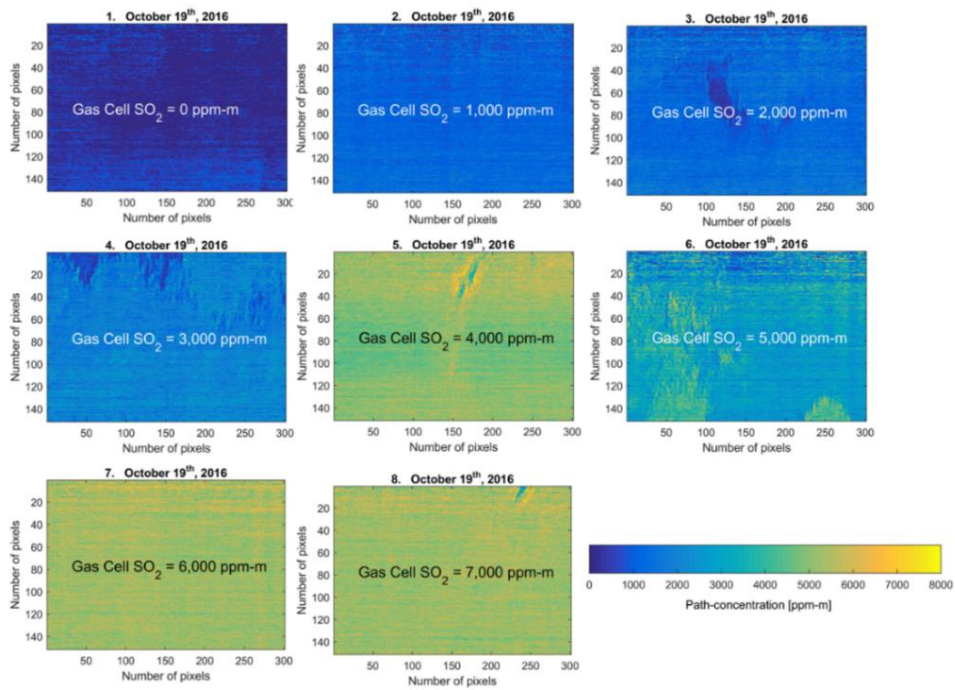 1. October 19th, 2016
2. October 19th, 2016
3. October 19th, 2016
Number of pixels
20
40
60
80
100
120
140
Gas Cell SO2 = 0 ppm-m
50 100 150 200 250 300
Number of pixels
Number of pixels
20
40
60
80
100
120
140
Gas Cell SO2 = 1,000 ppm-m
50 100 150 200 250 300
Number of pixels
Number of pixels
20
40
60
80
100
120
140
Gas Cell SO2 = 2,000 ppm-m
50 100 150 200 250 300
Number of pixels
4. October 19th, 2016
5. October 19th, 2016
6. October 19th, 2016
Number of pixels
20
40
60
80
100
120
140
Gas Cell SO2 = 3,000 ppm-m
50 100 150 200 250 300
Number of pixels
Number of pixels
20
40
60
80
100
120
140
Gas Cell SO2 = 4,000 ppm-m
50 100 150 200 250 300
Number of pixels
Number of pixels
20
40
60
80
100
120
140
Gas Cell SO2 = 5,000 ppm-m
50 100 150 200 250 300
Number of pixels
7. October 19th, 2016
8. October 19th, 2016
Number of pixels
20
40
60
80
100
120
140
Gas Cell SO2 = 6,000 ppm-m
50 100 150 200 250 300
Number of pixels
Number of pixels
20
40
60
80
100
120
140
Gas Cell SO2 = 7,000 ppm-m
50 100 150 200 250 300
Number of pixels
0 1000 2000 3000 4000 5000 6000 7000 8000
Path-concentration [ppm-m]